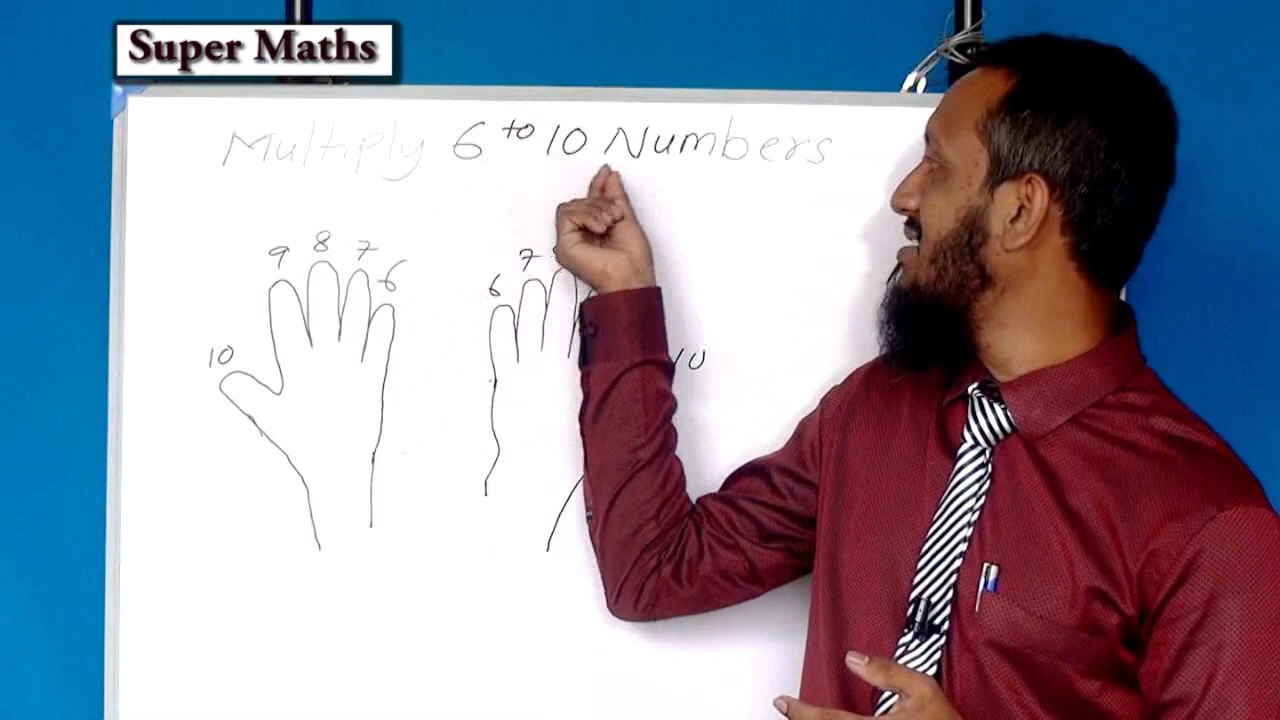 Super Maths
Multiply 6 to 10 Numbers
9 8 7 6
10
6 7
10